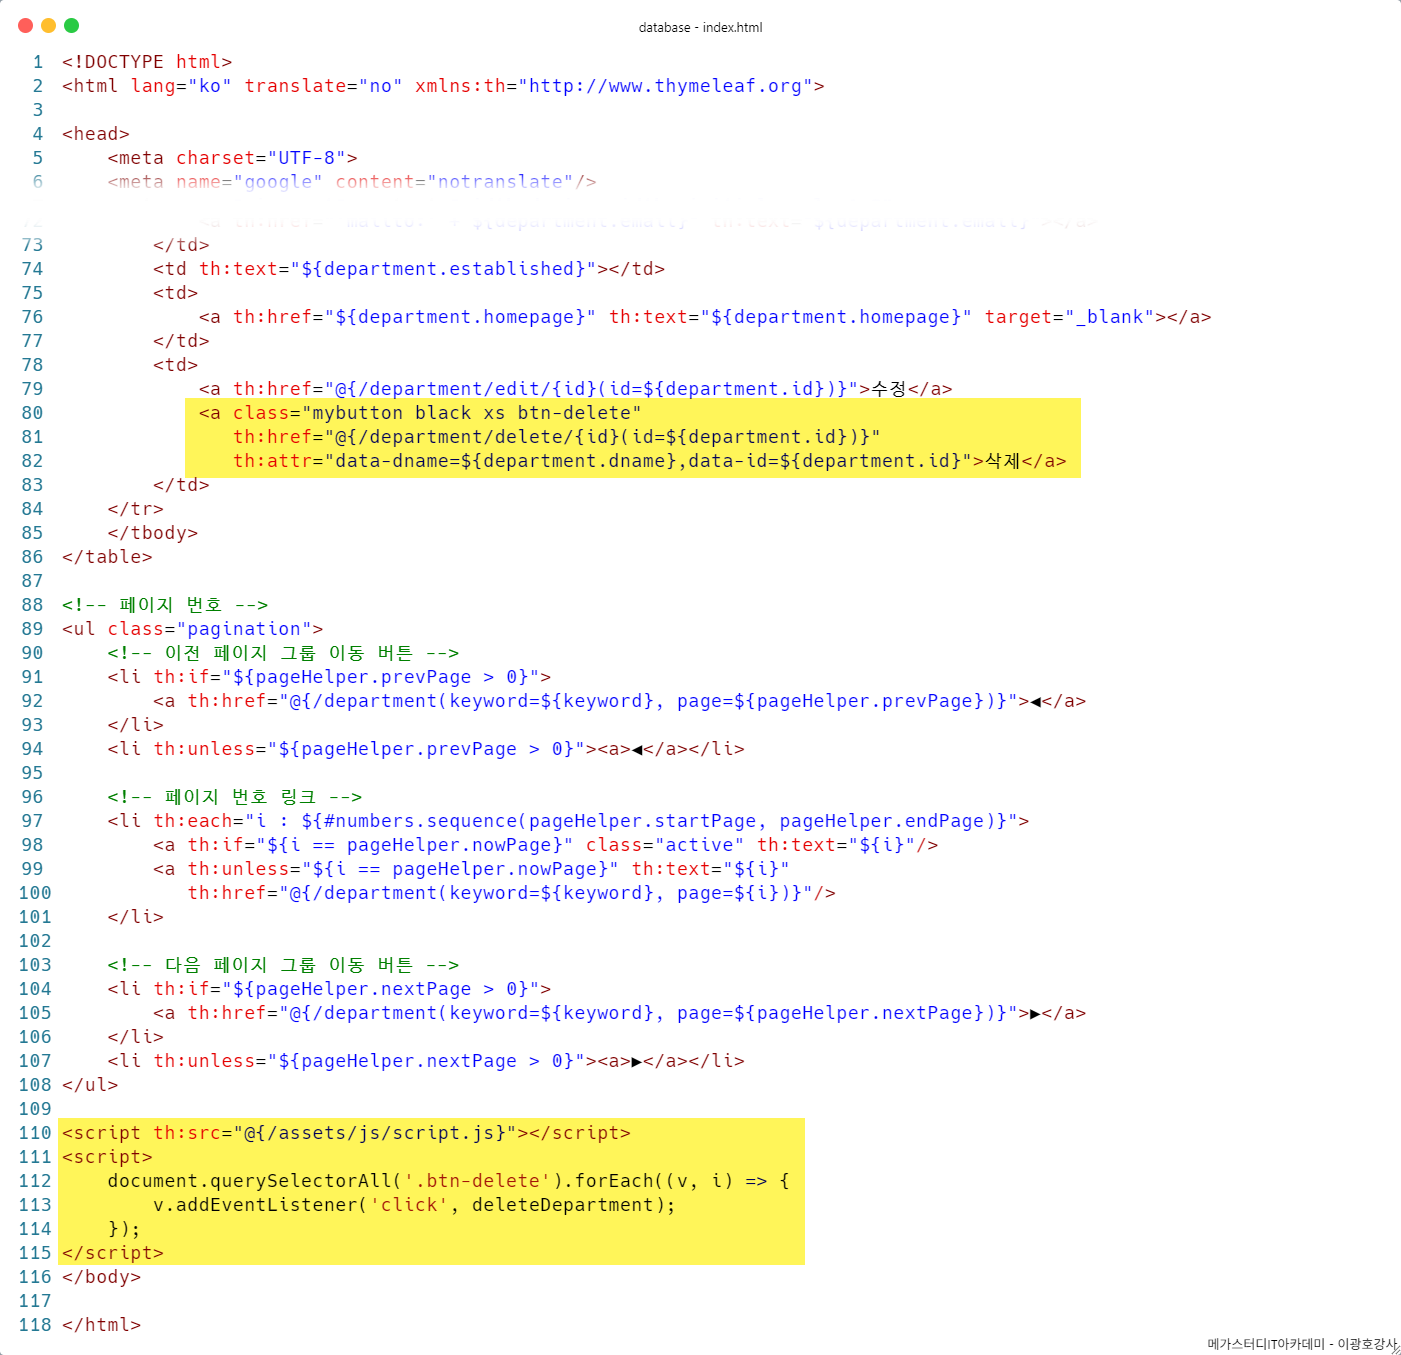 database - index.html
1 <!DOCTYPE html>
2 <html lang="ko" translate="no" xmlns:th="http://www.thymeleaf.org">
3
4 <head>
5     <meta charset="UTF-8">
6     <meta name="google" content="notranslate"/>
72             <a th:href="'mailto:' + ${department.email}" th:text="${department.email}"></a>
73         </td>
74         <td th:text="${department.established}"></td>
75         <td>
76             <a th:href="${department.homepage}" th:text="${department.homepage}" target="_blank"></a>
77         </td>
78         <td>
79             <a th:href="@{/department/edit/{id}(id=${department.id})}">수정</a>
80             <a class="mybutton black xs btn-delete"
81                th:href="@{/department/delete/{id}(id=${department.id})}"
82                th:attr="data-dname=${department.dname},data-id=${department.id}">삭제</a>
83         </td>
84     </tr>
85     </tbody>
86 </table>
87
88 <!-- 페이지 번호 -->
89 <ul class="pagination">
90     <!-- 이전 페이지 그룹 이동 버튼 -->
91     <li th:if="${pageHelper.prevPage > 0}">
92         <a th:href="@{/department(keyword=${keyword}, page=${pageHelper.prevPage})}">◀</a>
93     </li>
94     <li th:unless="${pageHelper.prevPage > 0}"><a>◀</a></li>
95
96     <!-- 페이지 번호 링크 -->
97     <li th:each="i : ${#numbers.sequence(pageHelper.startPage, pageHelper.endPage)}">
98         <a th:if="${i == pageHelper.nowPage}" class="active" th:text="${i}"/>
99         <a th:unless="${i == pageHelper.nowPage}" th:text="${i}"
100            th:href="@{/department(keyword=${keyword}, page=${i})}"/>
101     </li>
102
103     <!-- 다음 페이지 그룹 이동 버튼 -->
104     <li th:if="${pageHelper.nextPage > 0}">
105         <a th:href="@{/department(keyword=${keyword}, page=${pageHelper.nextPage})}">▶</a>
106     </li>
107     <li th:unless="${pageHelper.nextPage > 0}"><a>▶</a></li>
108 </ul>
109
110 <script th:src="@{/assets/js/script.js}"></script>
111 <script>
112     document.querySelectorAll('.btn-delete').forEach((v, i) => {
113         v.addEventListener('click', deleteDepartment);
114     });
115 </script>
116 </body>
117
118 </html>
메가스터디IT아카데미 - 이광호강사